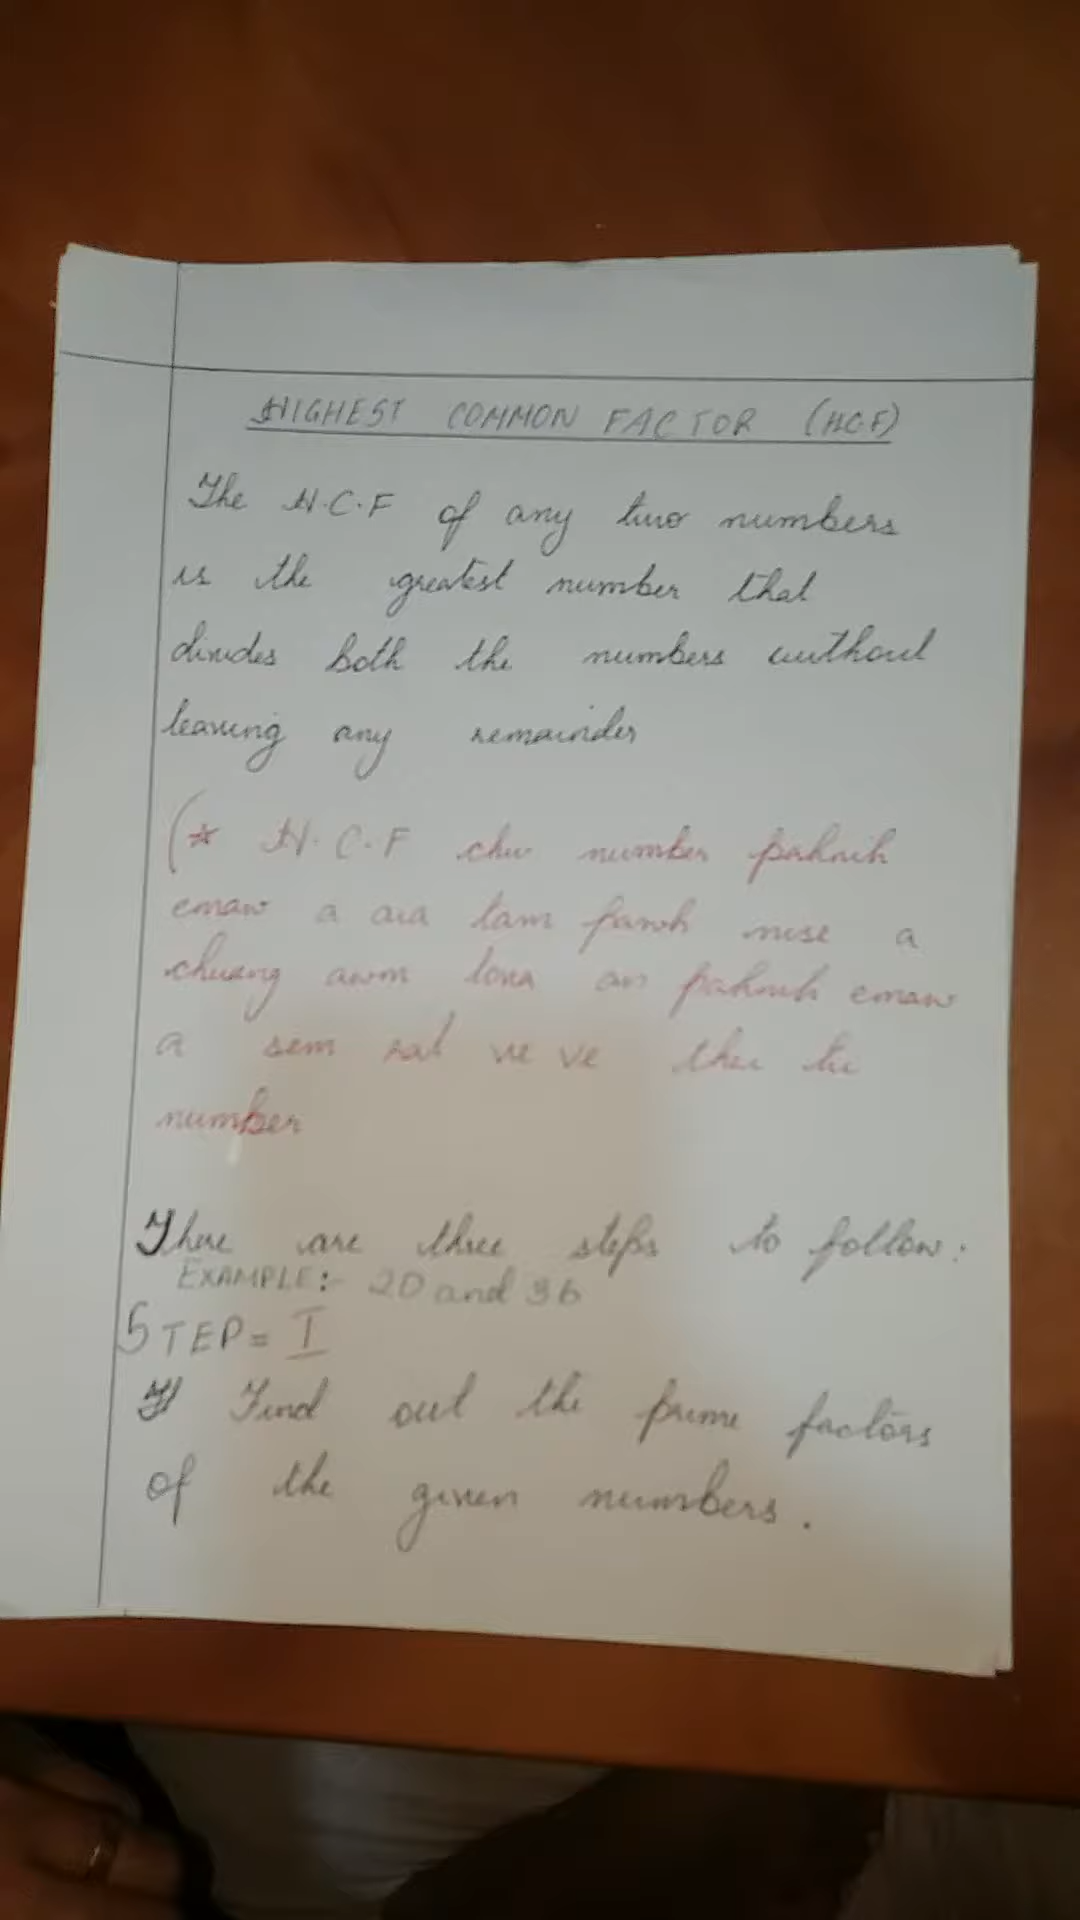 HIGHEST COMMON FACTOR (HCF)
The H.C.F of any two numbers
is the greatest number that
divides both the numbers without
leaving any remainder
(* H.C.F chu number pahnih
emaw a aia tam pawh nise a
chuang awm lova an pahnih emaw
a sem ral ve ve thei tu
number
There are three steps to follow:
EXAMPLE:- 20 and 36
STEP = I
Find out the prime factors
of the given numbers.